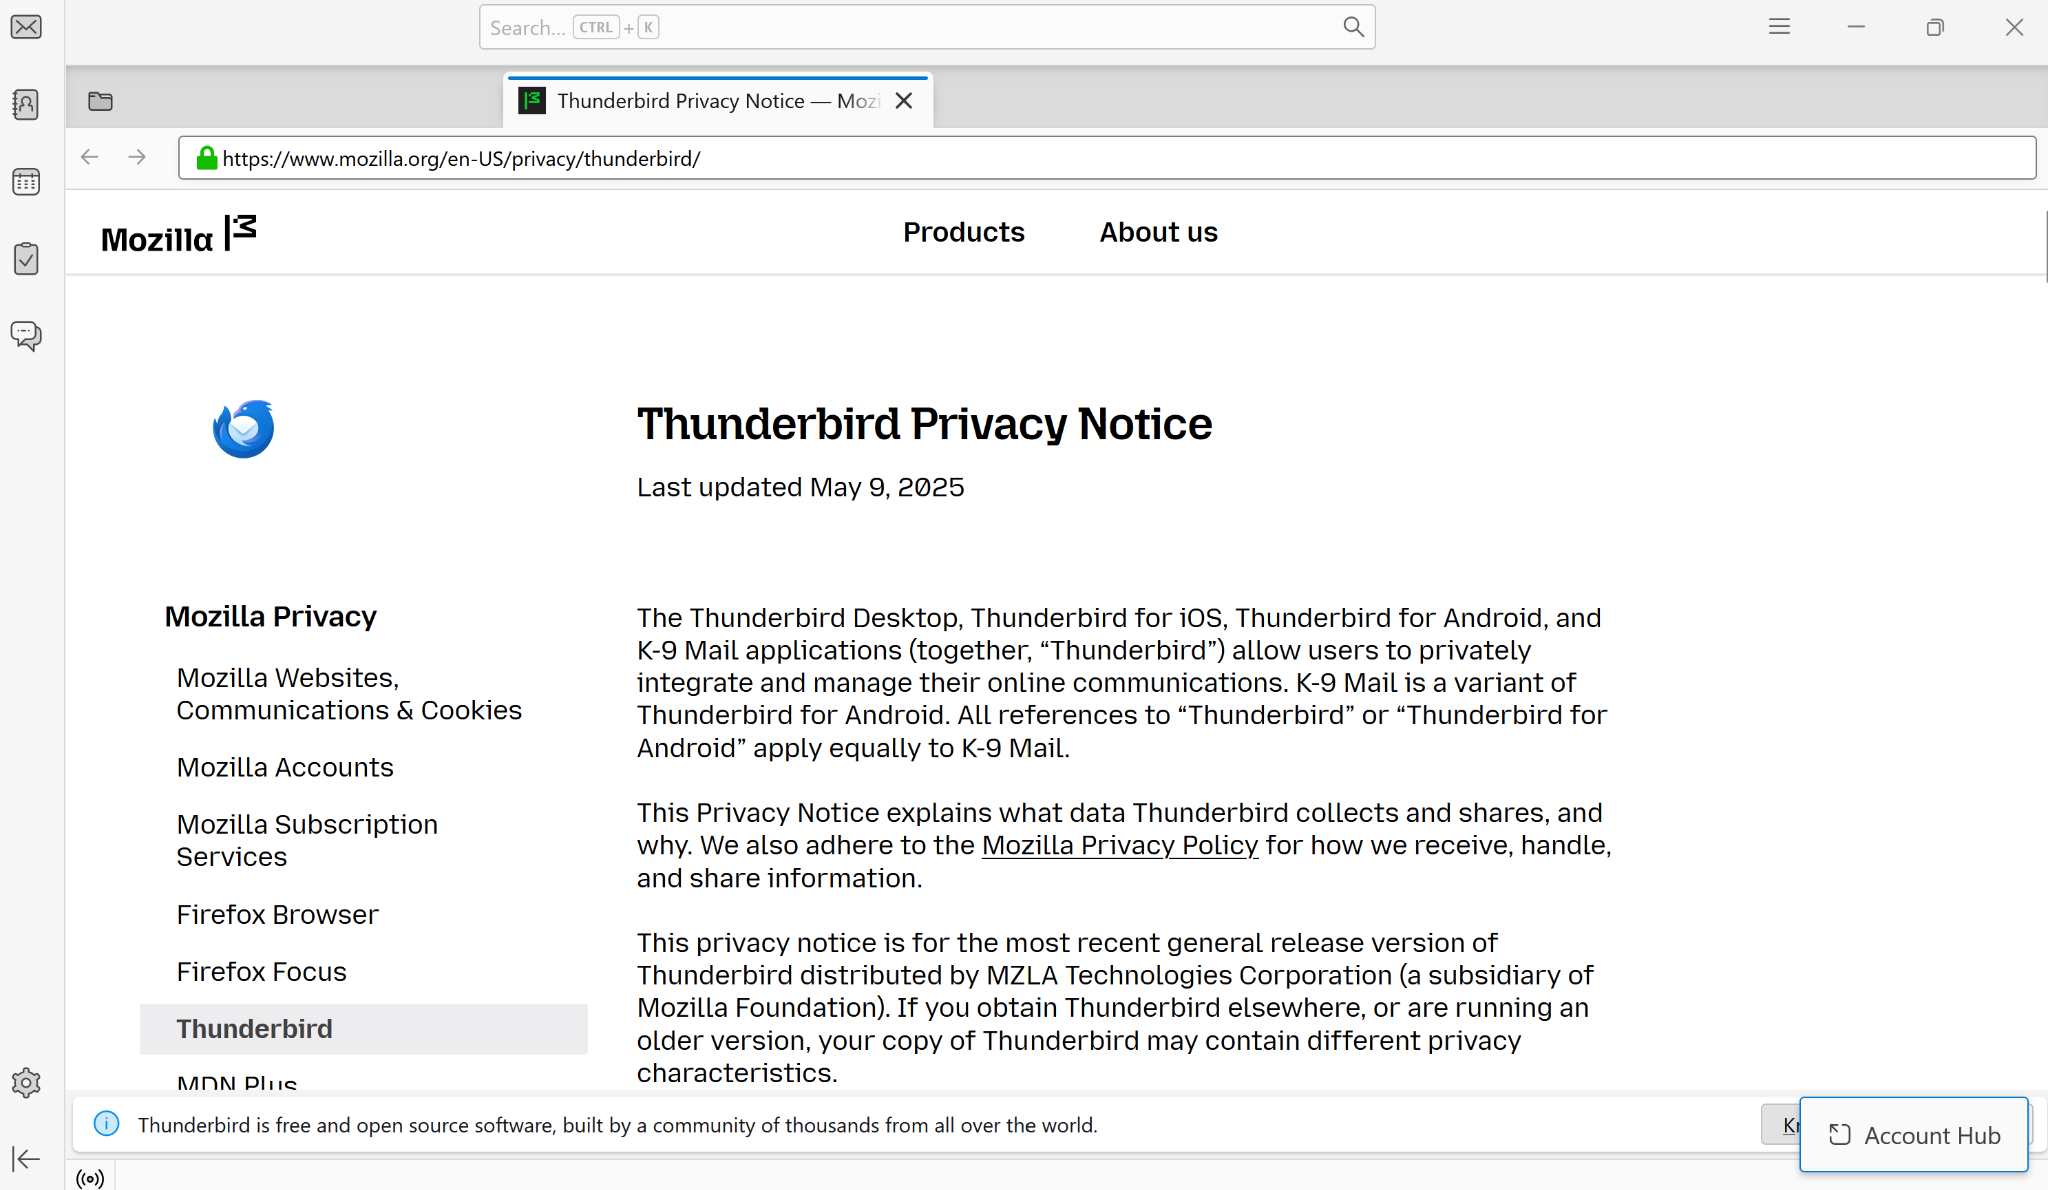 Search... CTRL + K
Thunderbird Privacy Notice — Mozi
https://www.mozilla.org/en-US/privacy/thunderbird/
Mozilla
Products
About us
Thunderbird Privacy Notice
Last updated May 9, 2025
Mozilla Privacy
Mozilla Websites,
Communications & Cookies
Mozilla Accounts
Mozilla Subscription
Services
Firefox Browser
Firefox Focus
Thunderbird
MDN Plus
The Thunderbird Desktop, Thunderbird for iOS, Thunderbird for Android, and
K-9 Mail applications (together, “Thunderbird”) allow users to privately
integrate and manage their online communications. K-9 Mail is a variant of
Thunderbird for Android. All references to “Thunderbird” or “Thunderbird for
Android” apply equally to K-9 Mail.
This Privacy Notice explains what data Thunderbird collects and shares, and
why. We also adhere to the Mozilla Privacy Policy for how we receive, handle,
and share information.
This privacy notice is for the most recent general release version of
Thunderbird distributed by MZLA Technologies Corporation (a subsidiary of
Mozilla Foundation). If you obtain Thunderbird elsewhere, or are running an
older version, your copy of Thunderbird may contain different privacy
characteristics.
Thunderbird is free and open source software, built by a community of thousands from all over the world.
Account Hub